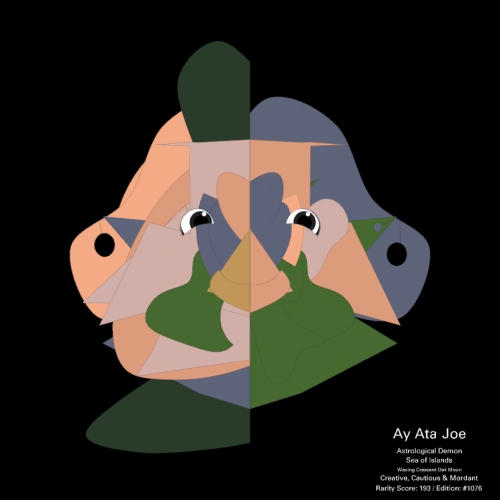 Ay Ata Joe
Astrological Demon
Sea of Islands
Waxing Crescent Oak Moon
Creative, Cautious & Mordant
Rarity Score: 193 / Edition: #1076